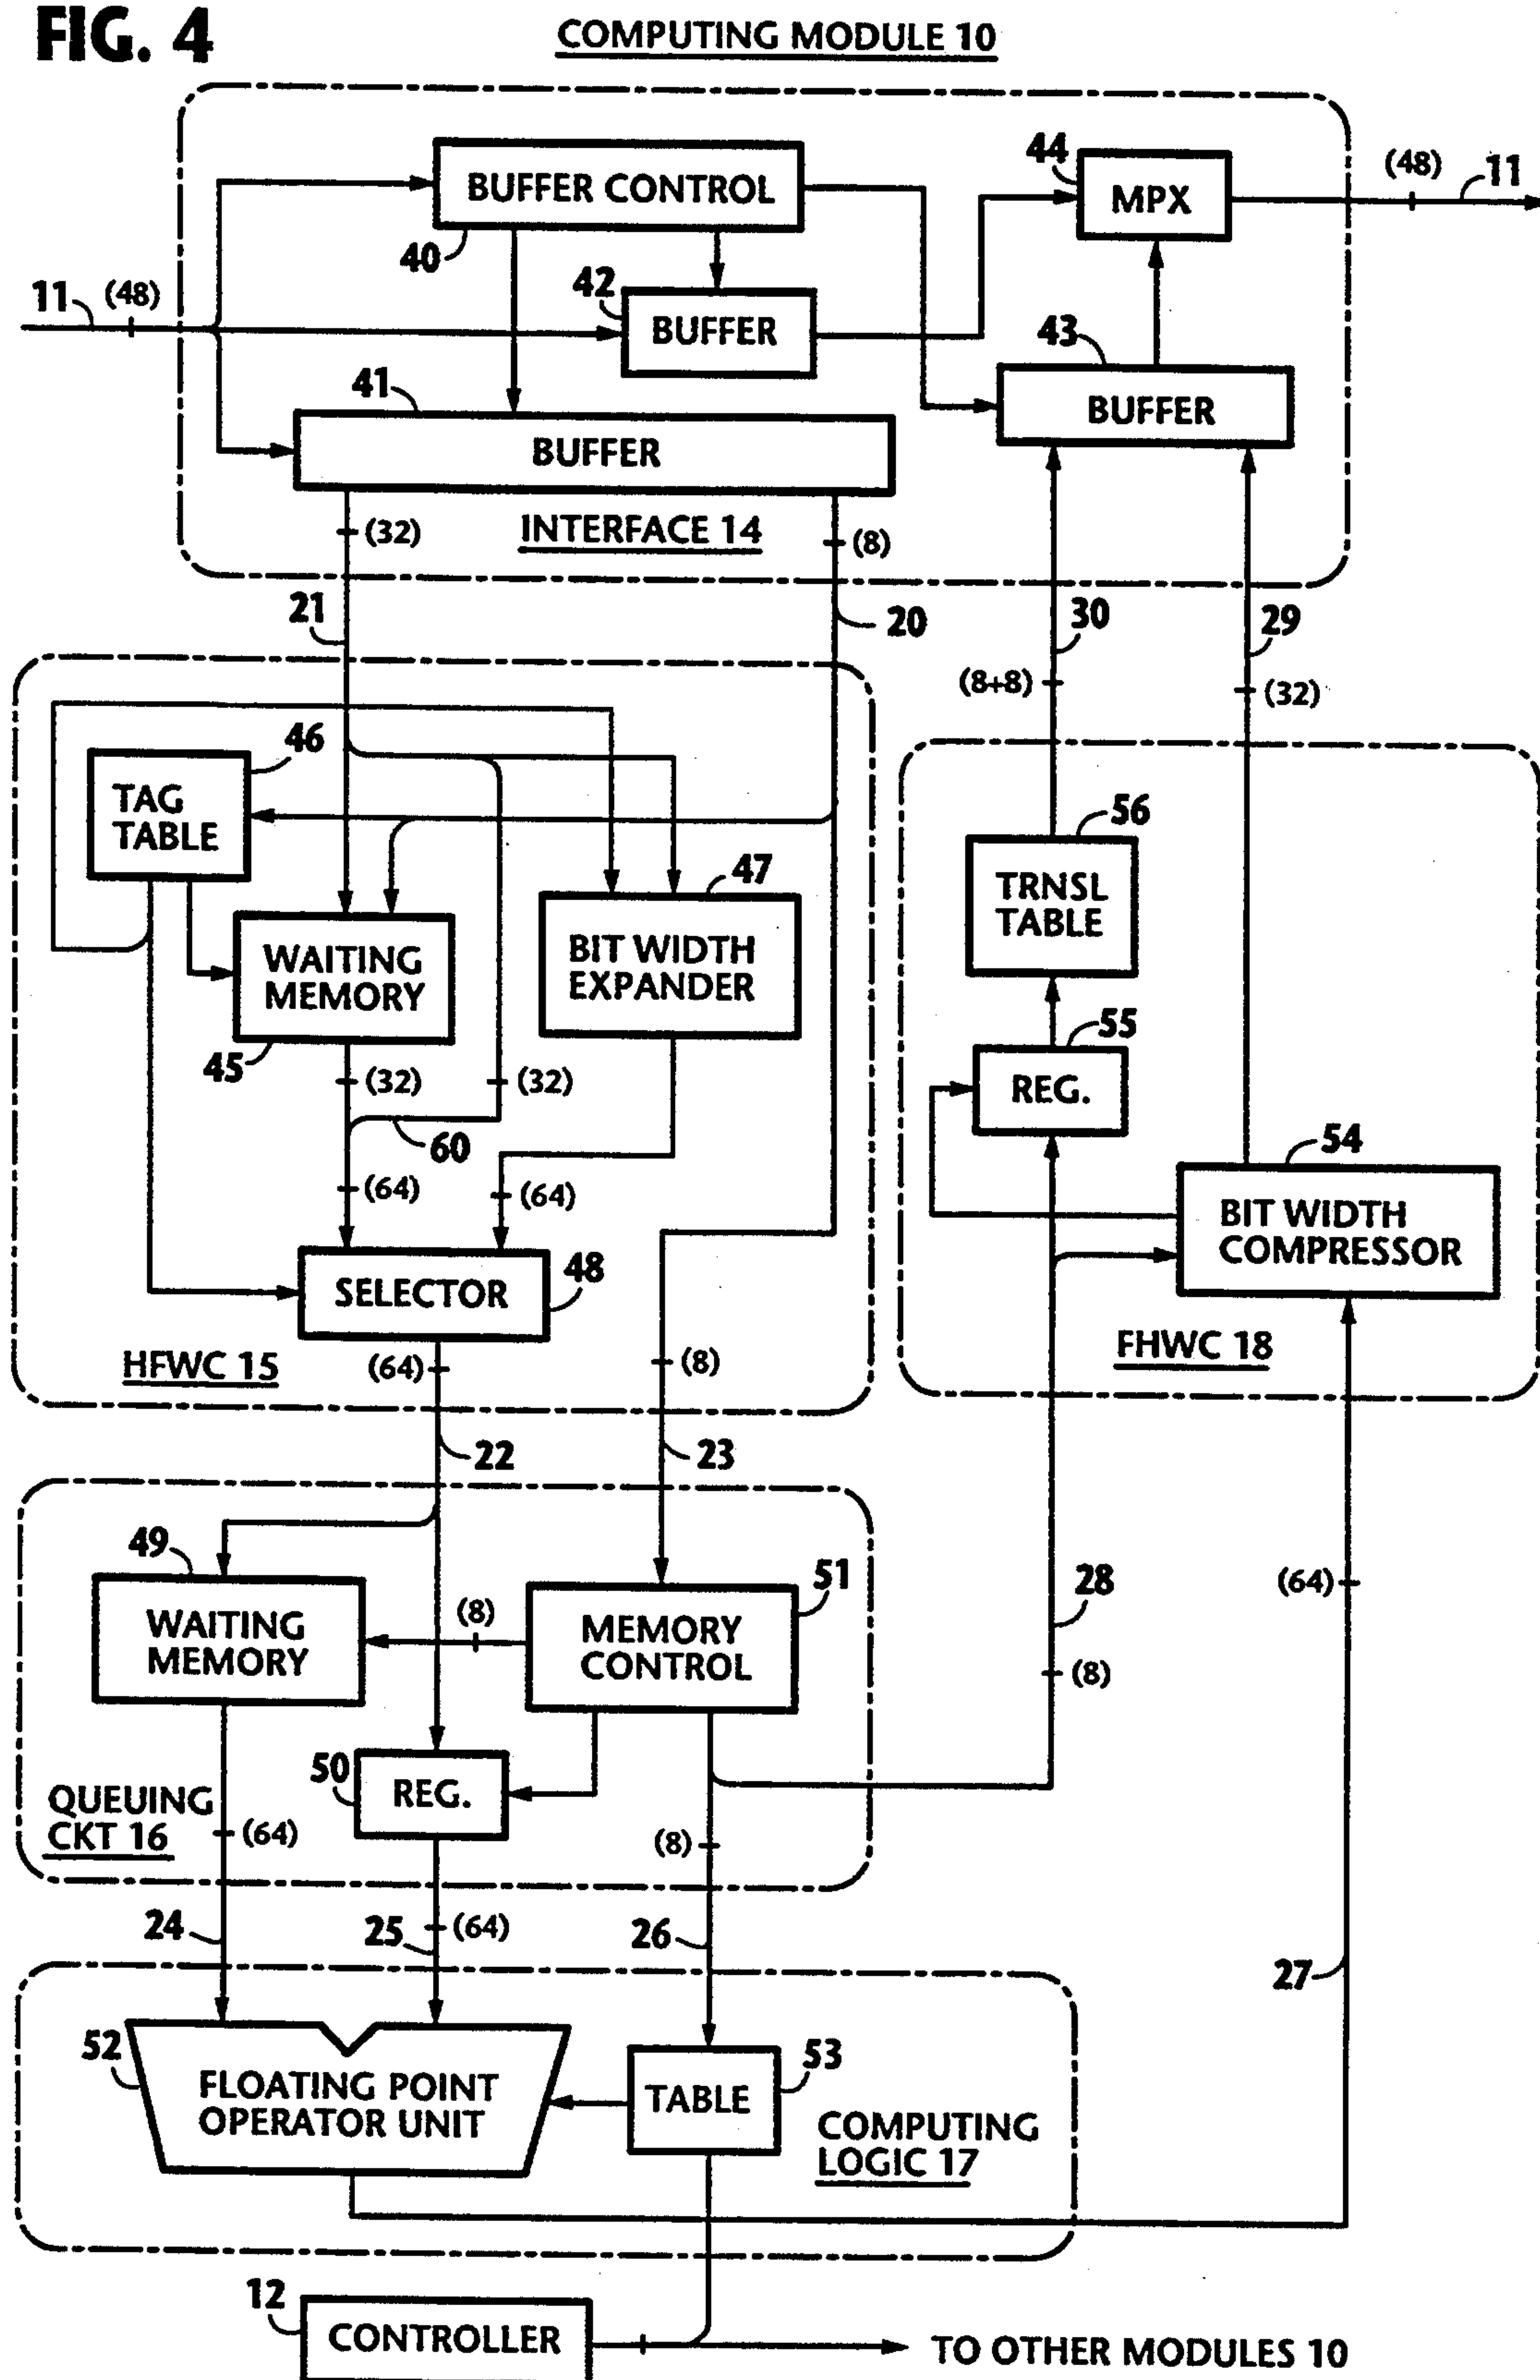 FIG. 4
COMPUTING MODULE 10
BUFFER CONTROL
40
44
MPX
(48)
11
11
(48)
42
BUFFER
43
BUFFER
41
BUFFER
(32)
INTERFACE 14
(8)
21
20
30
29
(8+8)
(32)
46
TAG
TABLE
47
BIT WIDTH
EXPANDER
WAITING
MEMORY
45
(32)
(32)
60
(64)
(64)
SELECTOR
48
HFWC 15
(64)
(8)
56
TRNSL
TABLE
55
REG.
54
BIT WIDTH
COMPRESSOR
FHWC 18
22
23
49
WAITING
MEMORY
(8)
51
MEMORY
CONTROL
28
(8)
(64)
50
REG.
QUEUING
CKT 16
(64)
(8)
24
25
(64)
26
27
52
FLOATING POINT
OPERATOR UNIT
53
TABLE
COMPUTING
LOGIC 17
12
CONTROLLER
TO OTHER MODULES 10